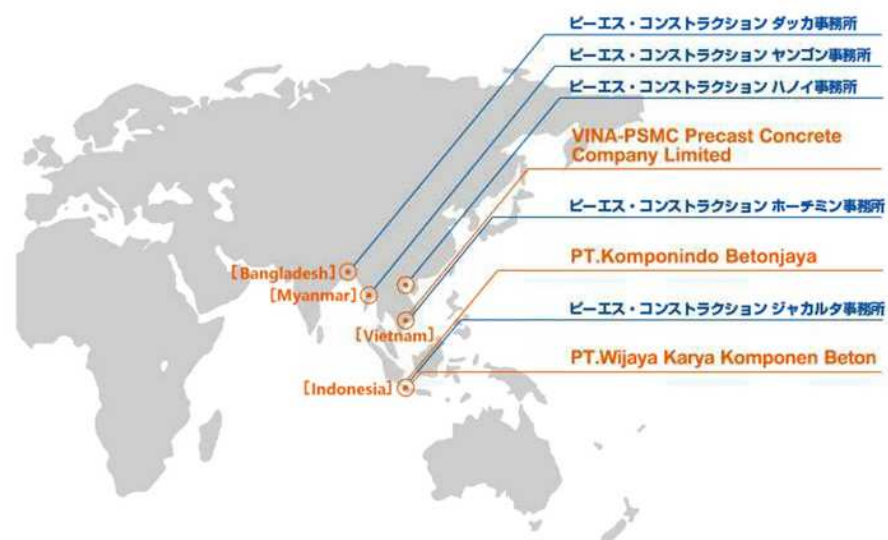 ピーエス・コンストラクション ダッカ事務所
ピーエス・コンストラクション ヤンゴン事務所
ピーエス・コンストラクション ハノイ事務所
VINA-PSMC Precast Concrete
Company Limited
ピーエス・コンストラクション ホーチミン事務所
PT.Komponindo Betonjaya
ピーエス・コンストラクション ジャカルタ事務所
PT.Wijaya Karya Komponen Beton
[Bangladesh]
[Myanmar]
[Vietnam]
[Indonesia]